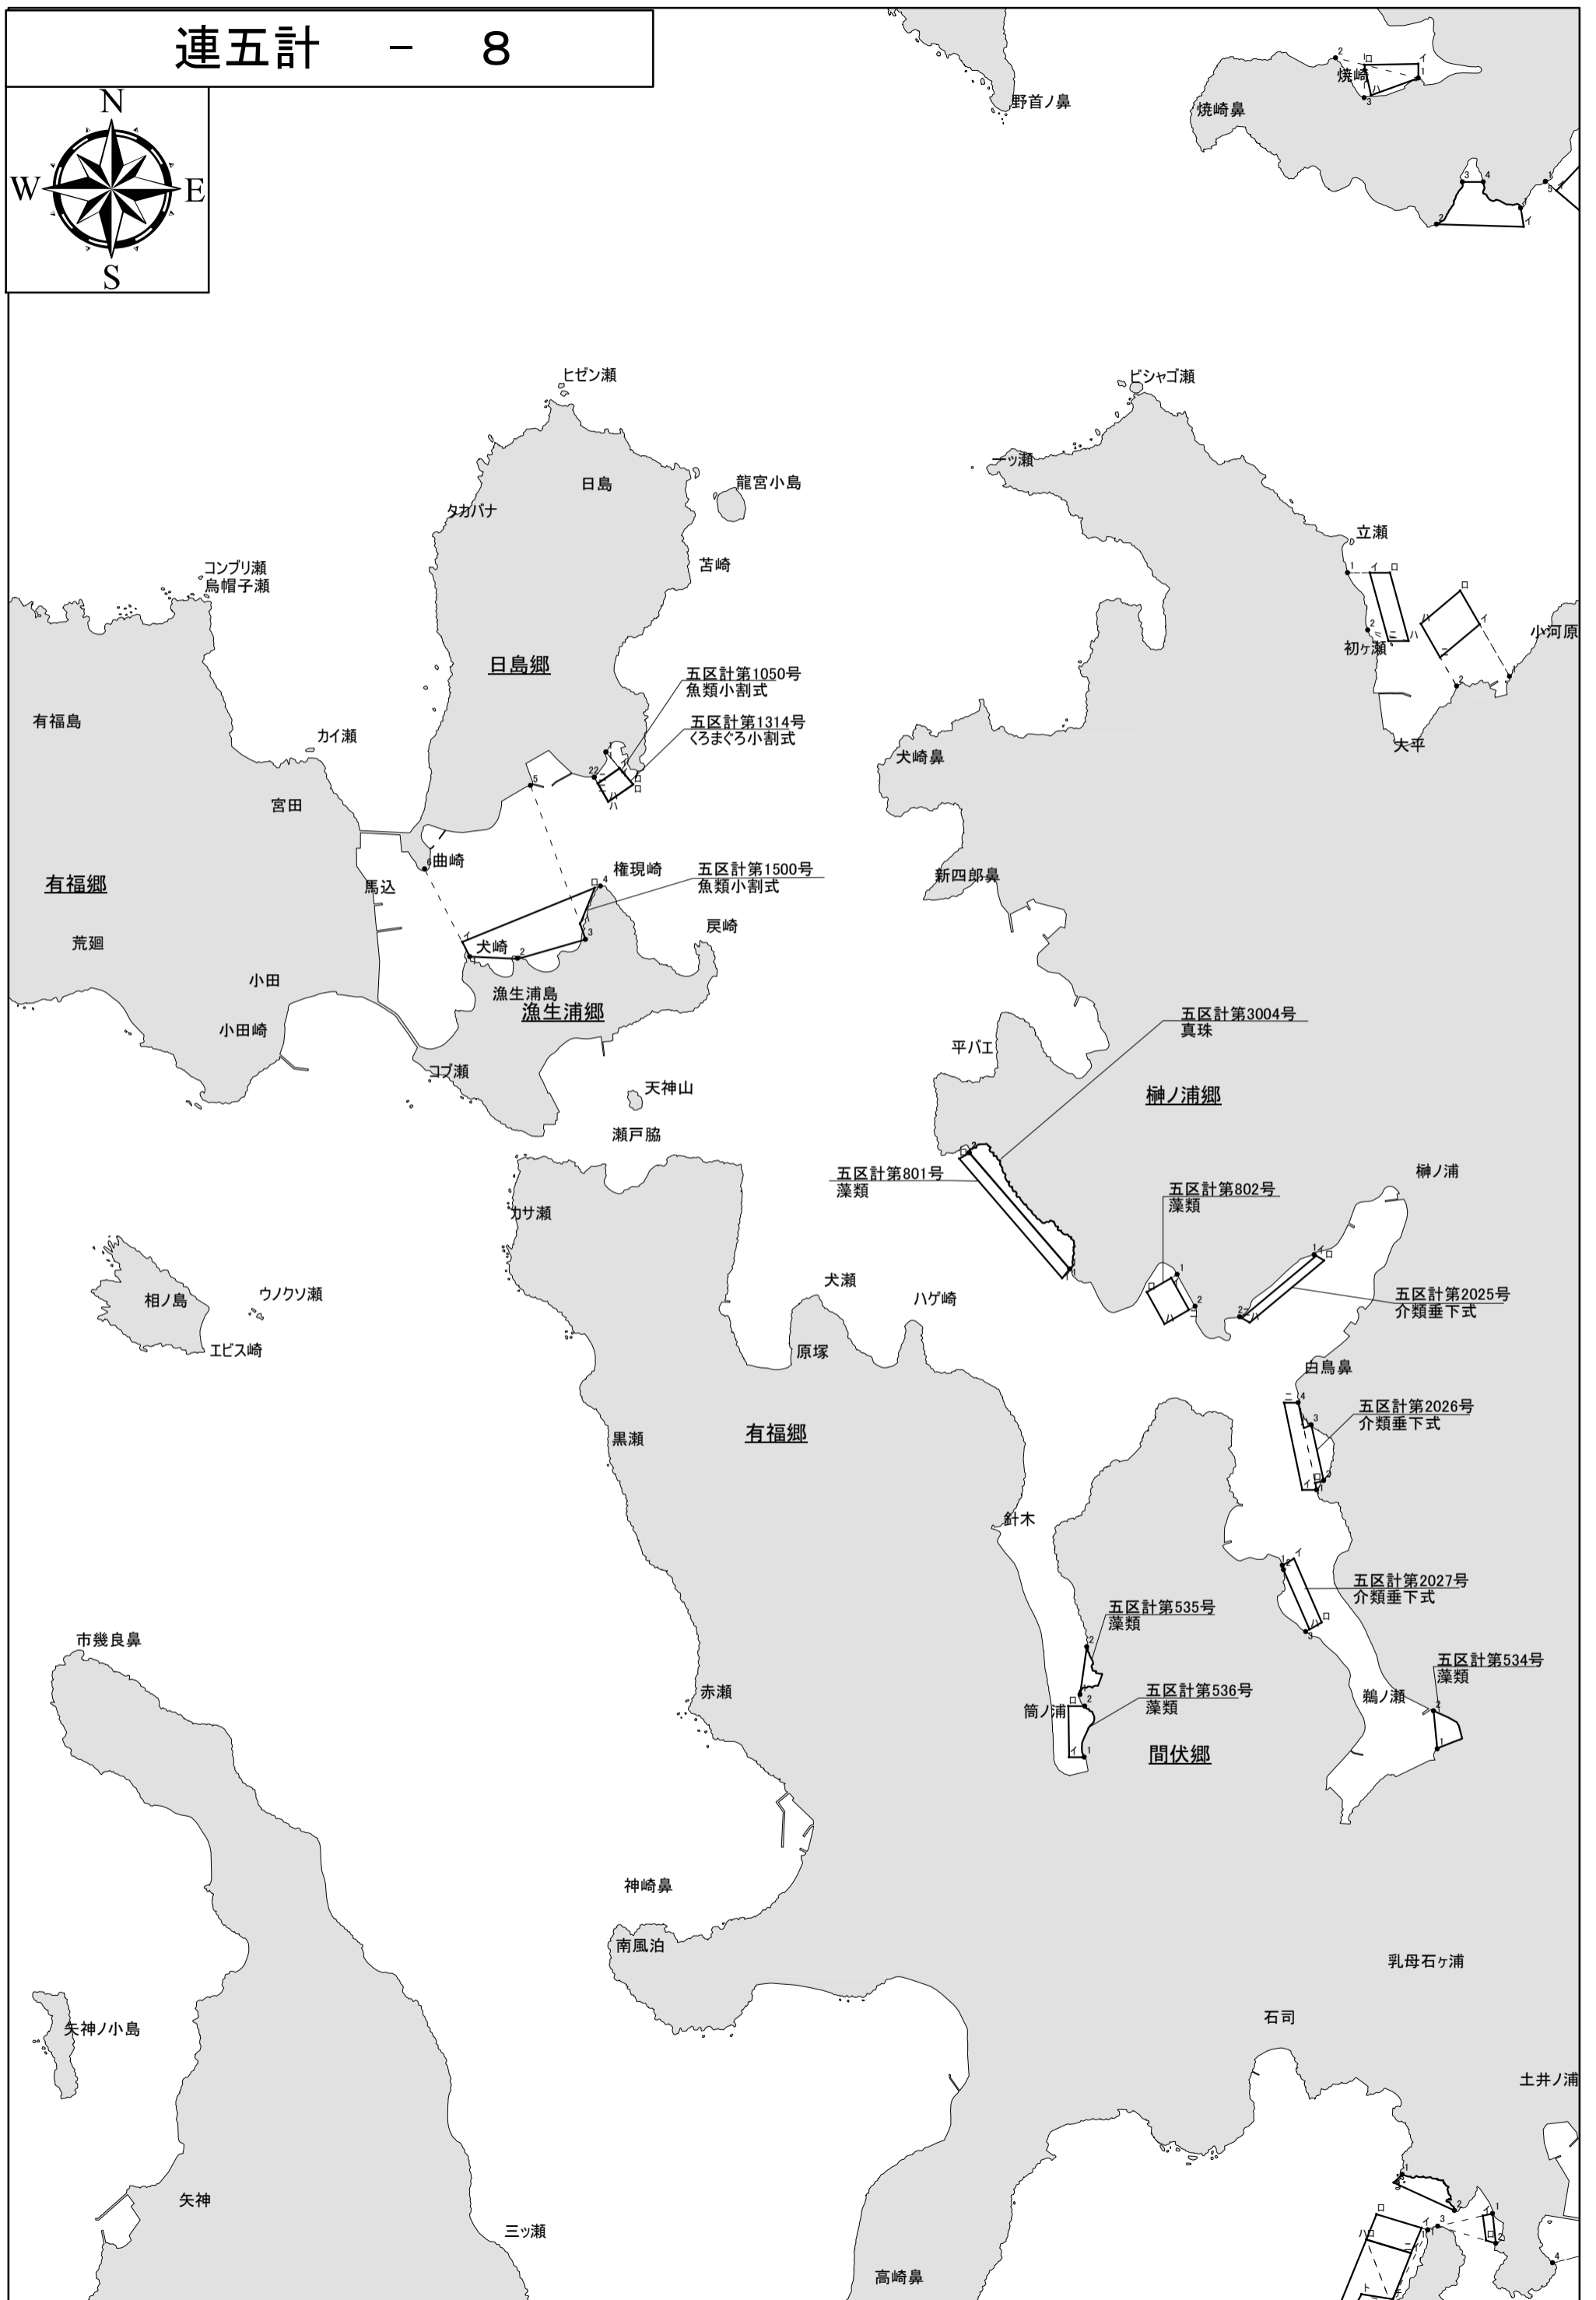 連五計　－　８
N
W
E
S
野首ノ鼻
焼崎
焼崎鼻
ヒゼン瀬
ビシャゴ瀬
一ッ瀬
日島
龍宮小島
タカバナ
立瀬
苫崎
コンブリ瀬
烏帽子瀬
小河原
初ヶ瀬
日島郷
五区計第1050号
魚類小割式
有福島
五区計第1314号
くろまぐろ小割式
カイ瀬
大平
犬崎鼻
宮田
曲崎
権現崎
五区計第1500号
魚類小割式
新四郎鼻
有福郷
馬込
戻崎
荒廻
犬崎
小田
漁生浦島
漁生浦郷
小田崎
五区計第3004号
真珠
平バエ
コブ瀬
天神山
榊ノ浦郷
瀬戸脇
五区計第801号
藻類
榊ノ浦
五区計第802号
藻類
カサ瀬
犬瀬
ハゲ崎
相ノ島
ウノクソ瀬
五区計第2025号
介類垂下式
エビス崎
原塚
白鳥鼻
五区計第2026号
介類垂下式
有福郷
黒瀬
針木
五区計第2027号
介類垂下式
五区計第535号
藻類
市幾良鼻
五区計第534号
藻類
赤瀬
五区計第536号
藻類
鵜ノ瀬
筒ノ浦
間伏郷
神崎鼻
南風泊
乳母石ヶ浦
石司
矢神ノ小島
土井ノ浦
矢神
三ッ瀬
高崎鼻